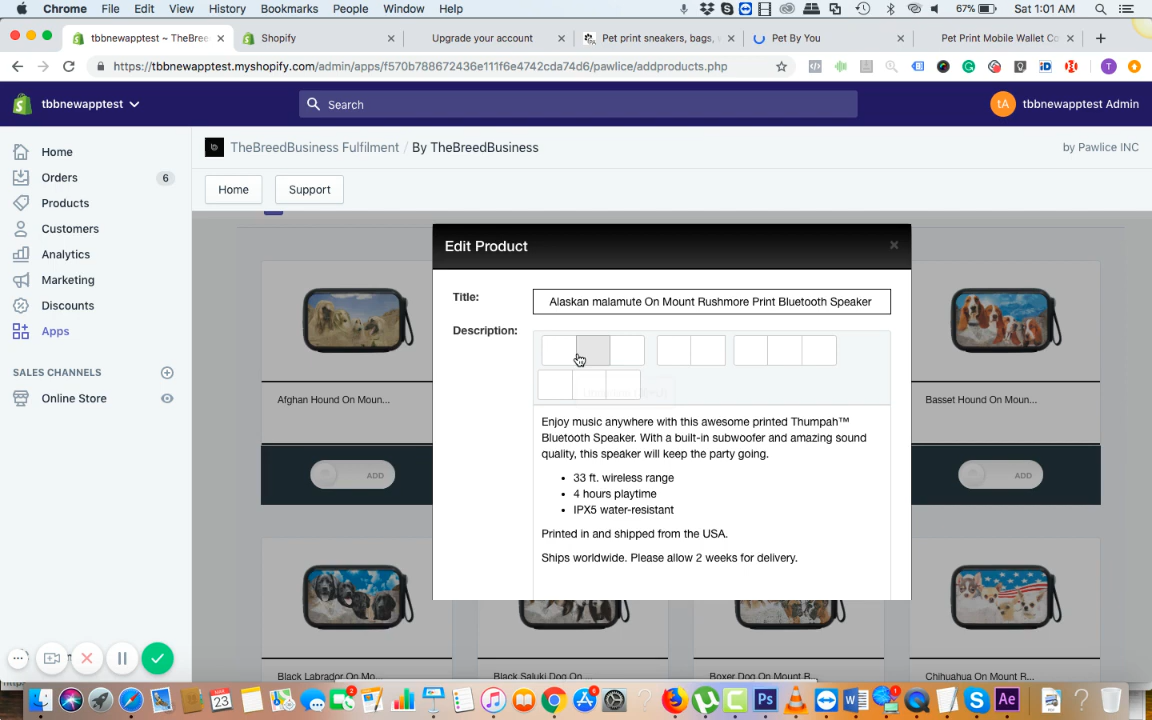 Chrome File Edit View History Bookmarks People Window Help 67% Sat 1:01 AM
tbbnewapptest ~ TheBree Shopify Upgrade your account Pet print sneakers, bags, Pet By You Pet Print Mobile Wallet Co
https://tbbnewapptest.myshopify.com/admin/apps/f570b788672436e111f6e4742cda74d6/pawlice/addproducts.php T
tbbnewapptest Search tA tbbnewapptest Admin
TheBreedBusiness Fulfilment / By TheBreedBusiness by Pawlice INC
Home
Orders 6
Products
Customers
Analytics
Marketing
Discounts
Apps
SALES CHANNELS
Online Store
Home Support
Edit Product ×
Title: Alaskan malamute On Mount Rushmore Print Bluetooth Speaker
Description:
Enjoy music anywhere with this awesome printed Thumpah™
Bluetooth Speaker. With a built-in subwoofer and amazing sound
quality, this speaker will keep the party going.
• 33 ft. wireless range
• 4 hours playtime
• IPX5 water-resistant
Printed in and shipped from the USA.
Ships worldwide. Please allow 2 weeks for delivery.
Afghan Hound On Moun... Basset Hound On Moun...
ADD ADD
Black Labrador On Mo... Black Saluki Dog On ... Boxer Dog On Mount R... Chihuahua On Mount R...